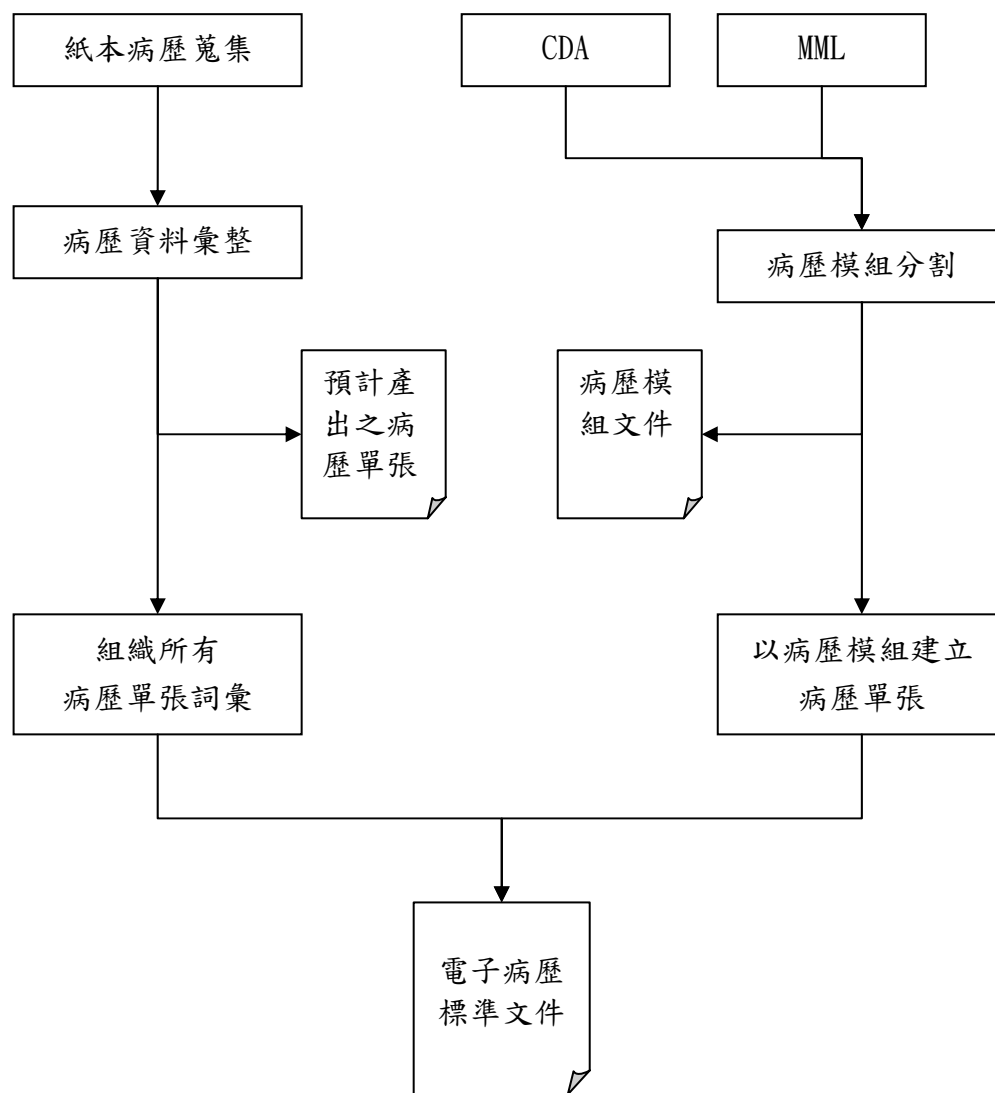 紙本病歷蒐集
CDA
MML
病歷資料彙整
病歷模組分割
預計產
出之病
歷單張
病歷模
組文件
組織所有
病歷單張詞彙
以病歷模組建立
病歷單張
電子病歷
標準文件